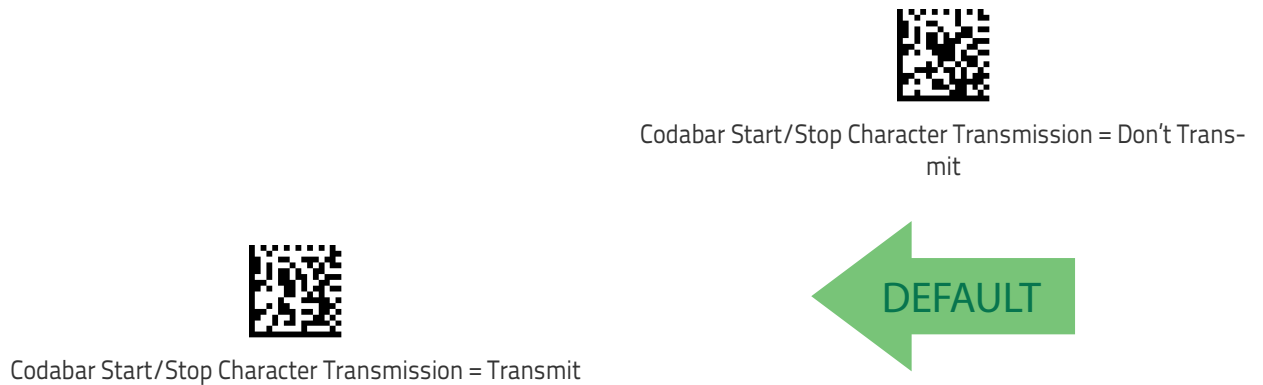 Codabar Start/Stop Character Transmission = Don’t Trans-
mit
DEFAULT
Codabar Start/Stop Character Transmission = Transmit